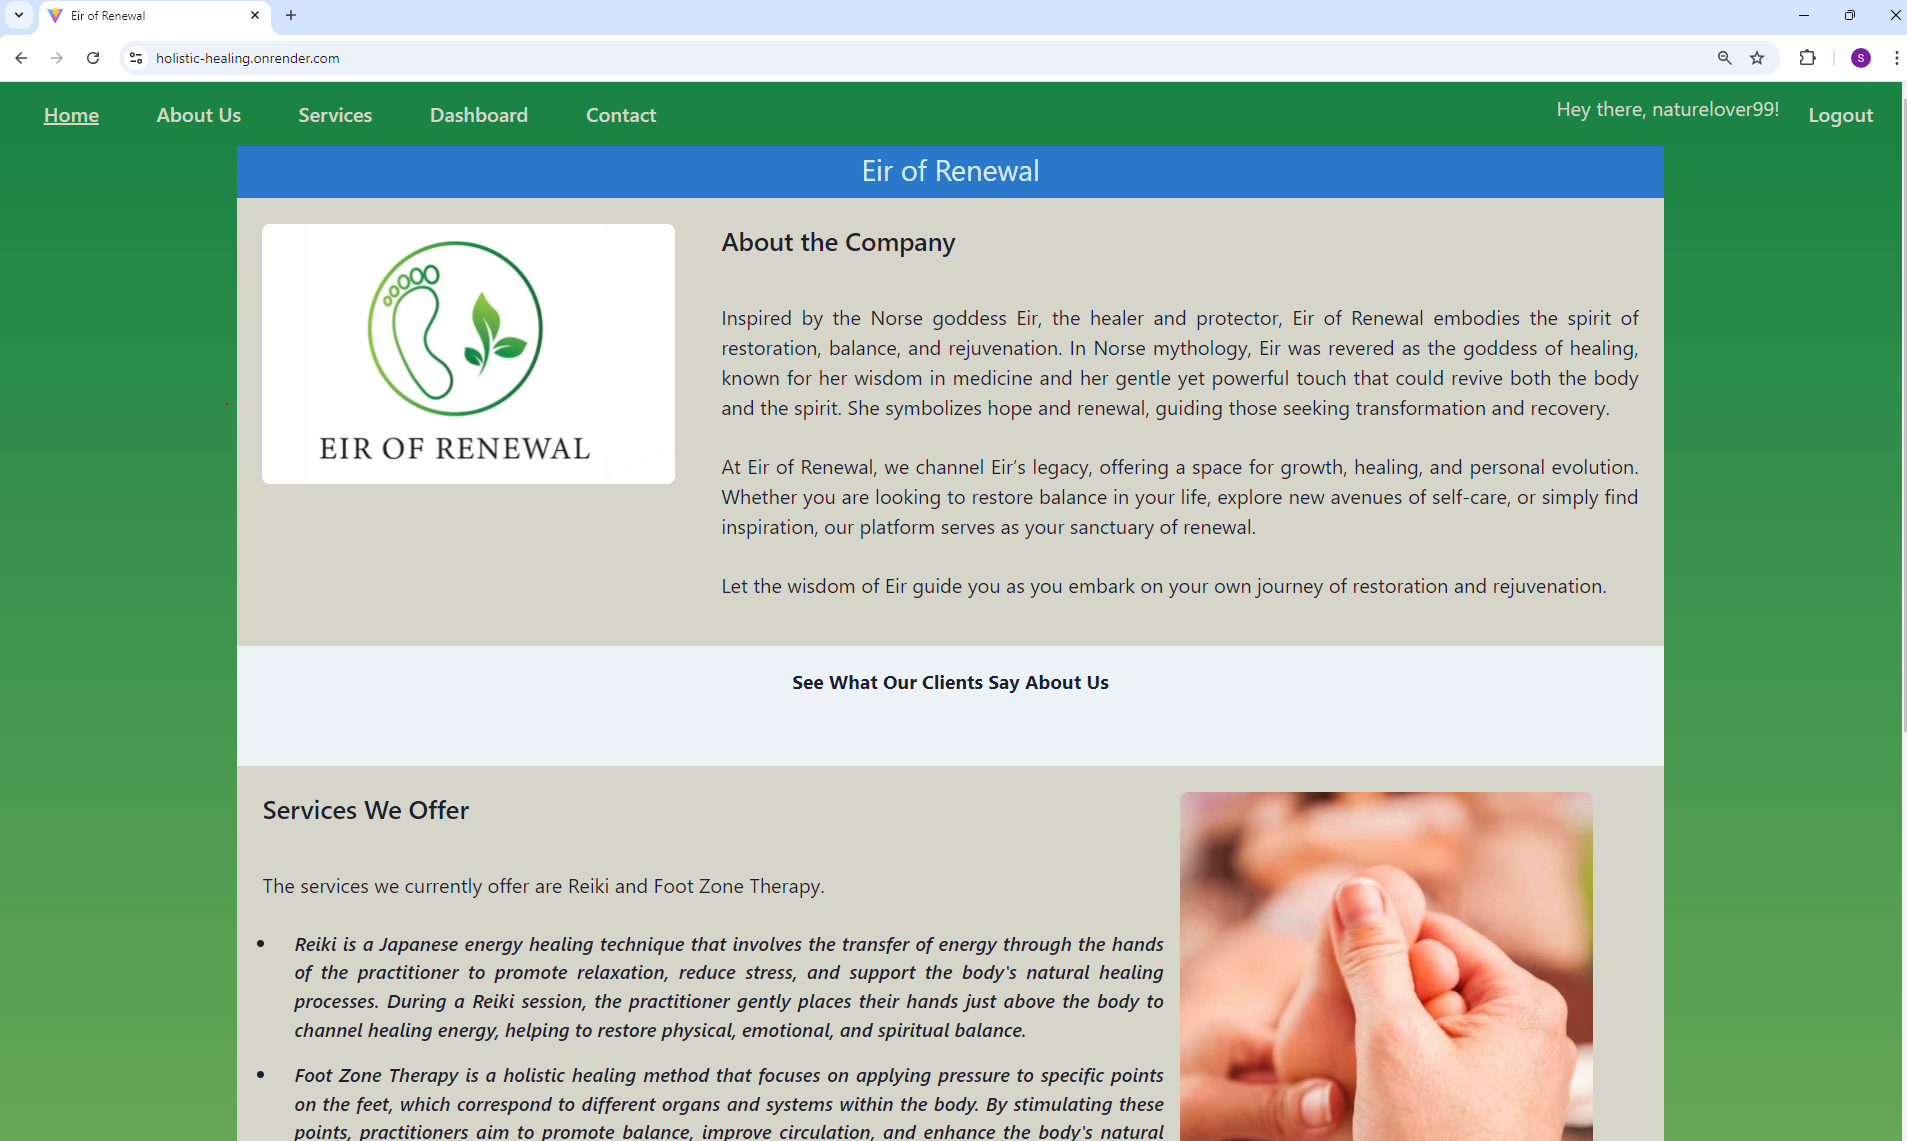 Eir of Renewal
holistic-healing.onrender.com
S
Home About Us Services Dashboard Contact Hey there, naturelover99! Logout
Eir of Renewal
EIR OF RENEWAL
About the Company
Inspired by the Norse goddess Eir, the healer and protector, Eir of Renewal embodies the spirit of
restoration, balance, and rejuvenation. In Norse mythology, Eir was revered as the goddess of healing,
known for her wisdom in medicine and her gentle yet powerful touch that could revive both the body
and the spirit. She symbolizes hope and renewal, guiding those seeking transformation and recovery.
At Eir of Renewal, we channel Eir’s legacy, offering a space for growth, healing, and personal evolution.
Whether you are looking to restore balance in your life, explore new avenues of self-care, or simply find
inspiration, our platform serves as your sanctuary of renewal.
Let the wisdom of Eir guide you as you embark on your own journey of restoration and rejuvenation.
See What Our Clients Say About Us
Services We Offer
The services we currently offer are Reiki and Foot Zone Therapy.
• Reiki is a Japanese energy healing technique that involves the transfer of energy through the hands
of the practitioner to promote relaxation, reduce stress, and support the body's natural healing
processes. During a Reiki session, the practitioner gently places their hands just above the body to
channel healing energy, helping to restore physical, emotional, and spiritual balance.
• Foot Zone Therapy is a holistic healing method that focuses on applying pressure to specific points
on the feet, which correspond to different organs and systems within the body. By stimulating these
points, practitioners aim to promote balance, improve circulation, and enhance the body's natural